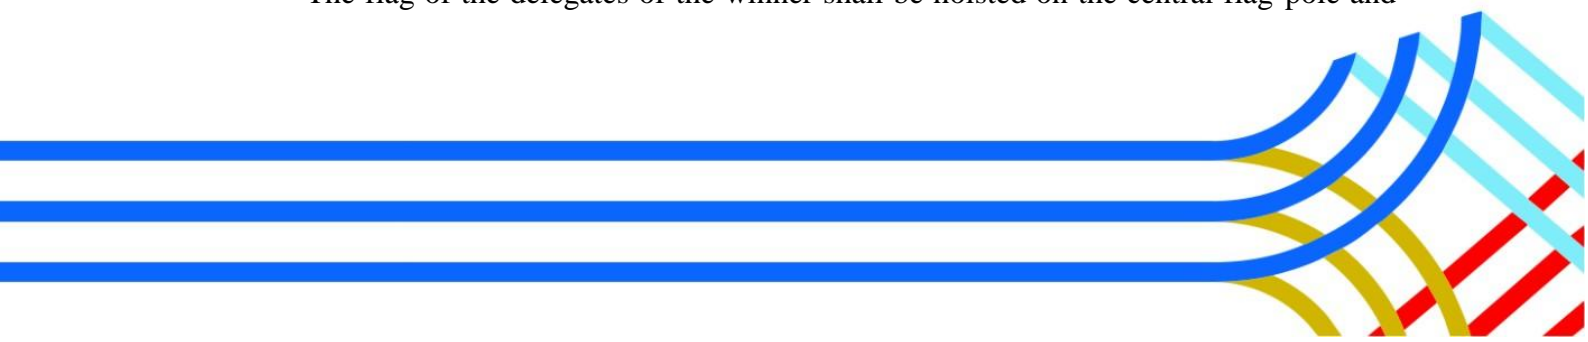 The flag of the delegates of the winner shall be hoisted on the central flag pole and